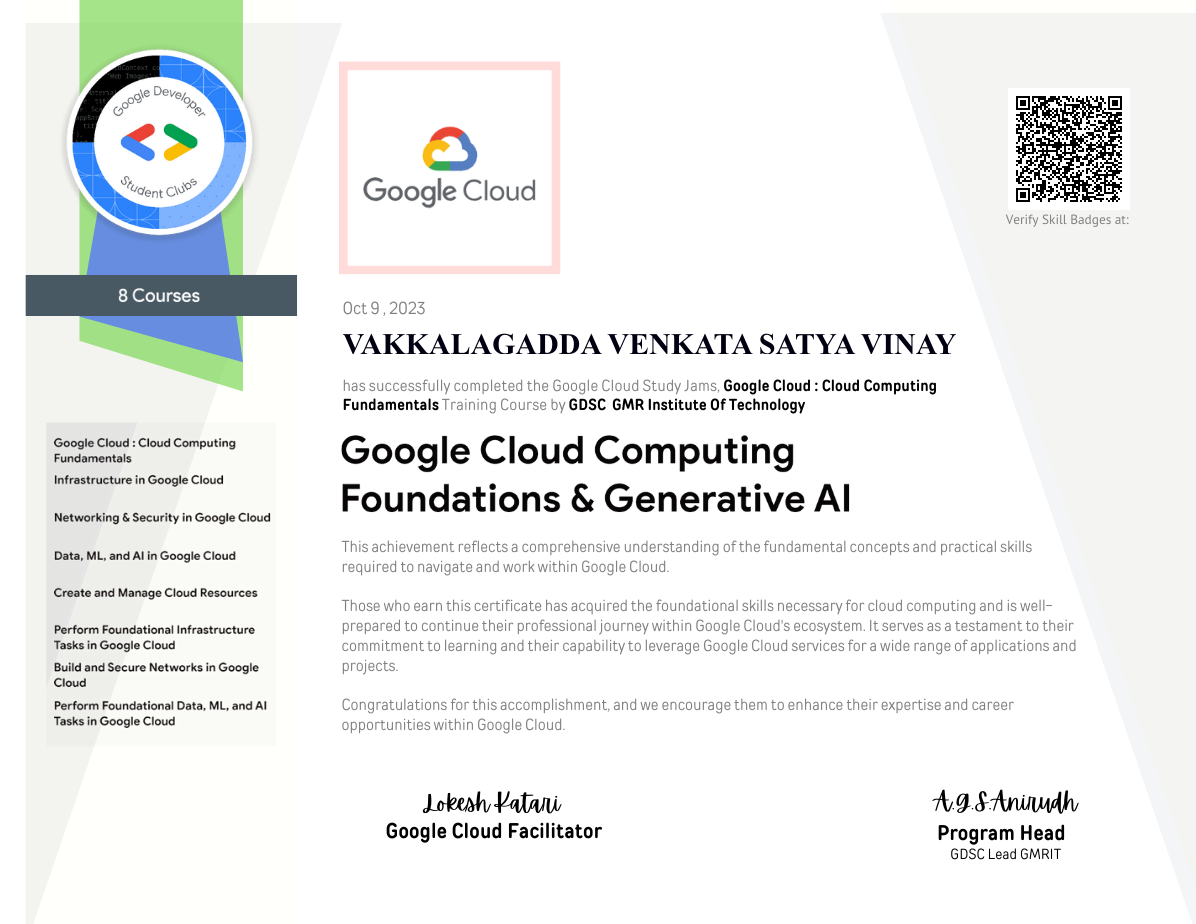 Google Developer
Student Clubs
8 Courses
Google Cloud : Cloud Computing
Fundamentals
Infrastructure in Google Cloud
Networking & Security in Google Cloud
Data, ML, and AI in Google Cloud
Create and Manage Cloud Resources
Perform Foundational Infrastructure
Tasks in Google Cloud
Build and Secure Networks in Google
Cloud
Perform Foundational Data, ML, and AI
Tasks in Google Cloud
Google Cloud
Verify Skill Badges at:
Oct 9 , 2023
VAKKALAGADDA VENKATA SATYA VINAY
has successfully completed the Google Cloud Study Jams, Google Cloud : Cloud Computing
Fundamentals Training Course by GDSC GMR Institute Of Technology
Google Cloud Computing
Foundations & Generative AI
This achievement reflects a comprehensive understanding of the fundamental concepts and practical skills
required to navigate and work within Google Cloud.
Those who earn this certificate has acquired the foundational skills necessary for cloud computing and is well-
prepared to continue their professional journey within Google Cloud's ecosystem. It serves as a testament to their
commitment to learning and their capability to leverage Google Cloud services for a wide range of applications and
projects.
Congratulations for this accomplishment, and we encourage them to enhance their expertise and career
opportunities within Google Cloud.
Lokesh Katari
Google Cloud Facilitator
A.g.S.Anirudh
Program Head
GDSC Lead GMRIT